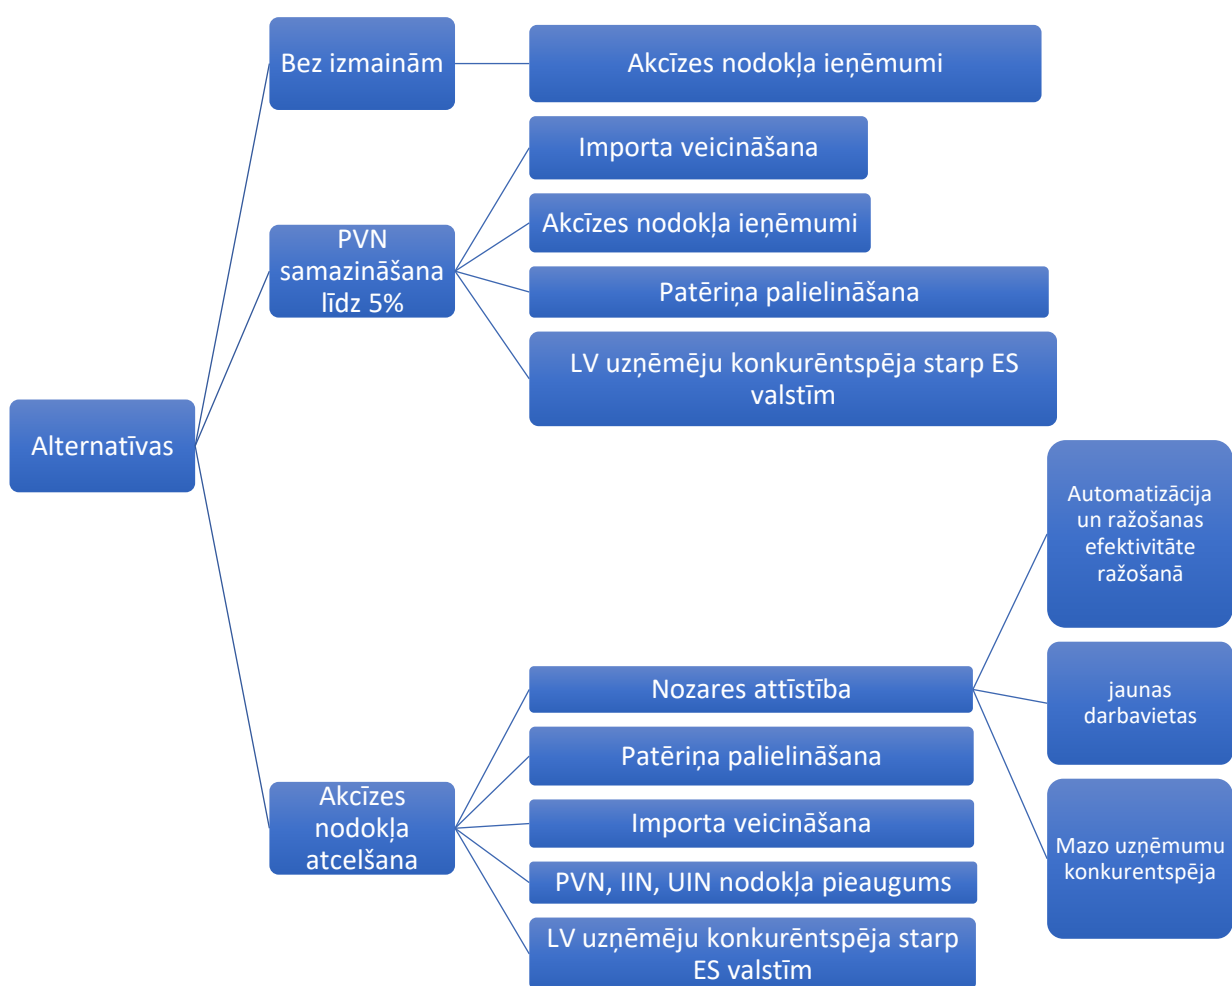 Bez izmainām
Akcīzes nodokļa ieņēmumi
Importa veicināšana
Akcīzes nodokļa ieņēmumi
PVN
samazināšana
līdz 5%
Patēriņa palielināšana
LV uzņēmēju konkurēntspēja starp ES
valstīm
Alternatīvas
Automatizācija
un ražošanas
efektivitāte
ražošanā
Nozares attīstība
jaunas
darbavietas
Patēriņa palielināšana
Akcīzes
nodokļa
atcelšana
Importa veicināšana
Mazo uzņēmumu
konkurentspēja
PVN, IIN, UIN nodokļa pieaugums
LV uzņēmēju konkurēntspēja starp
ES valstīm